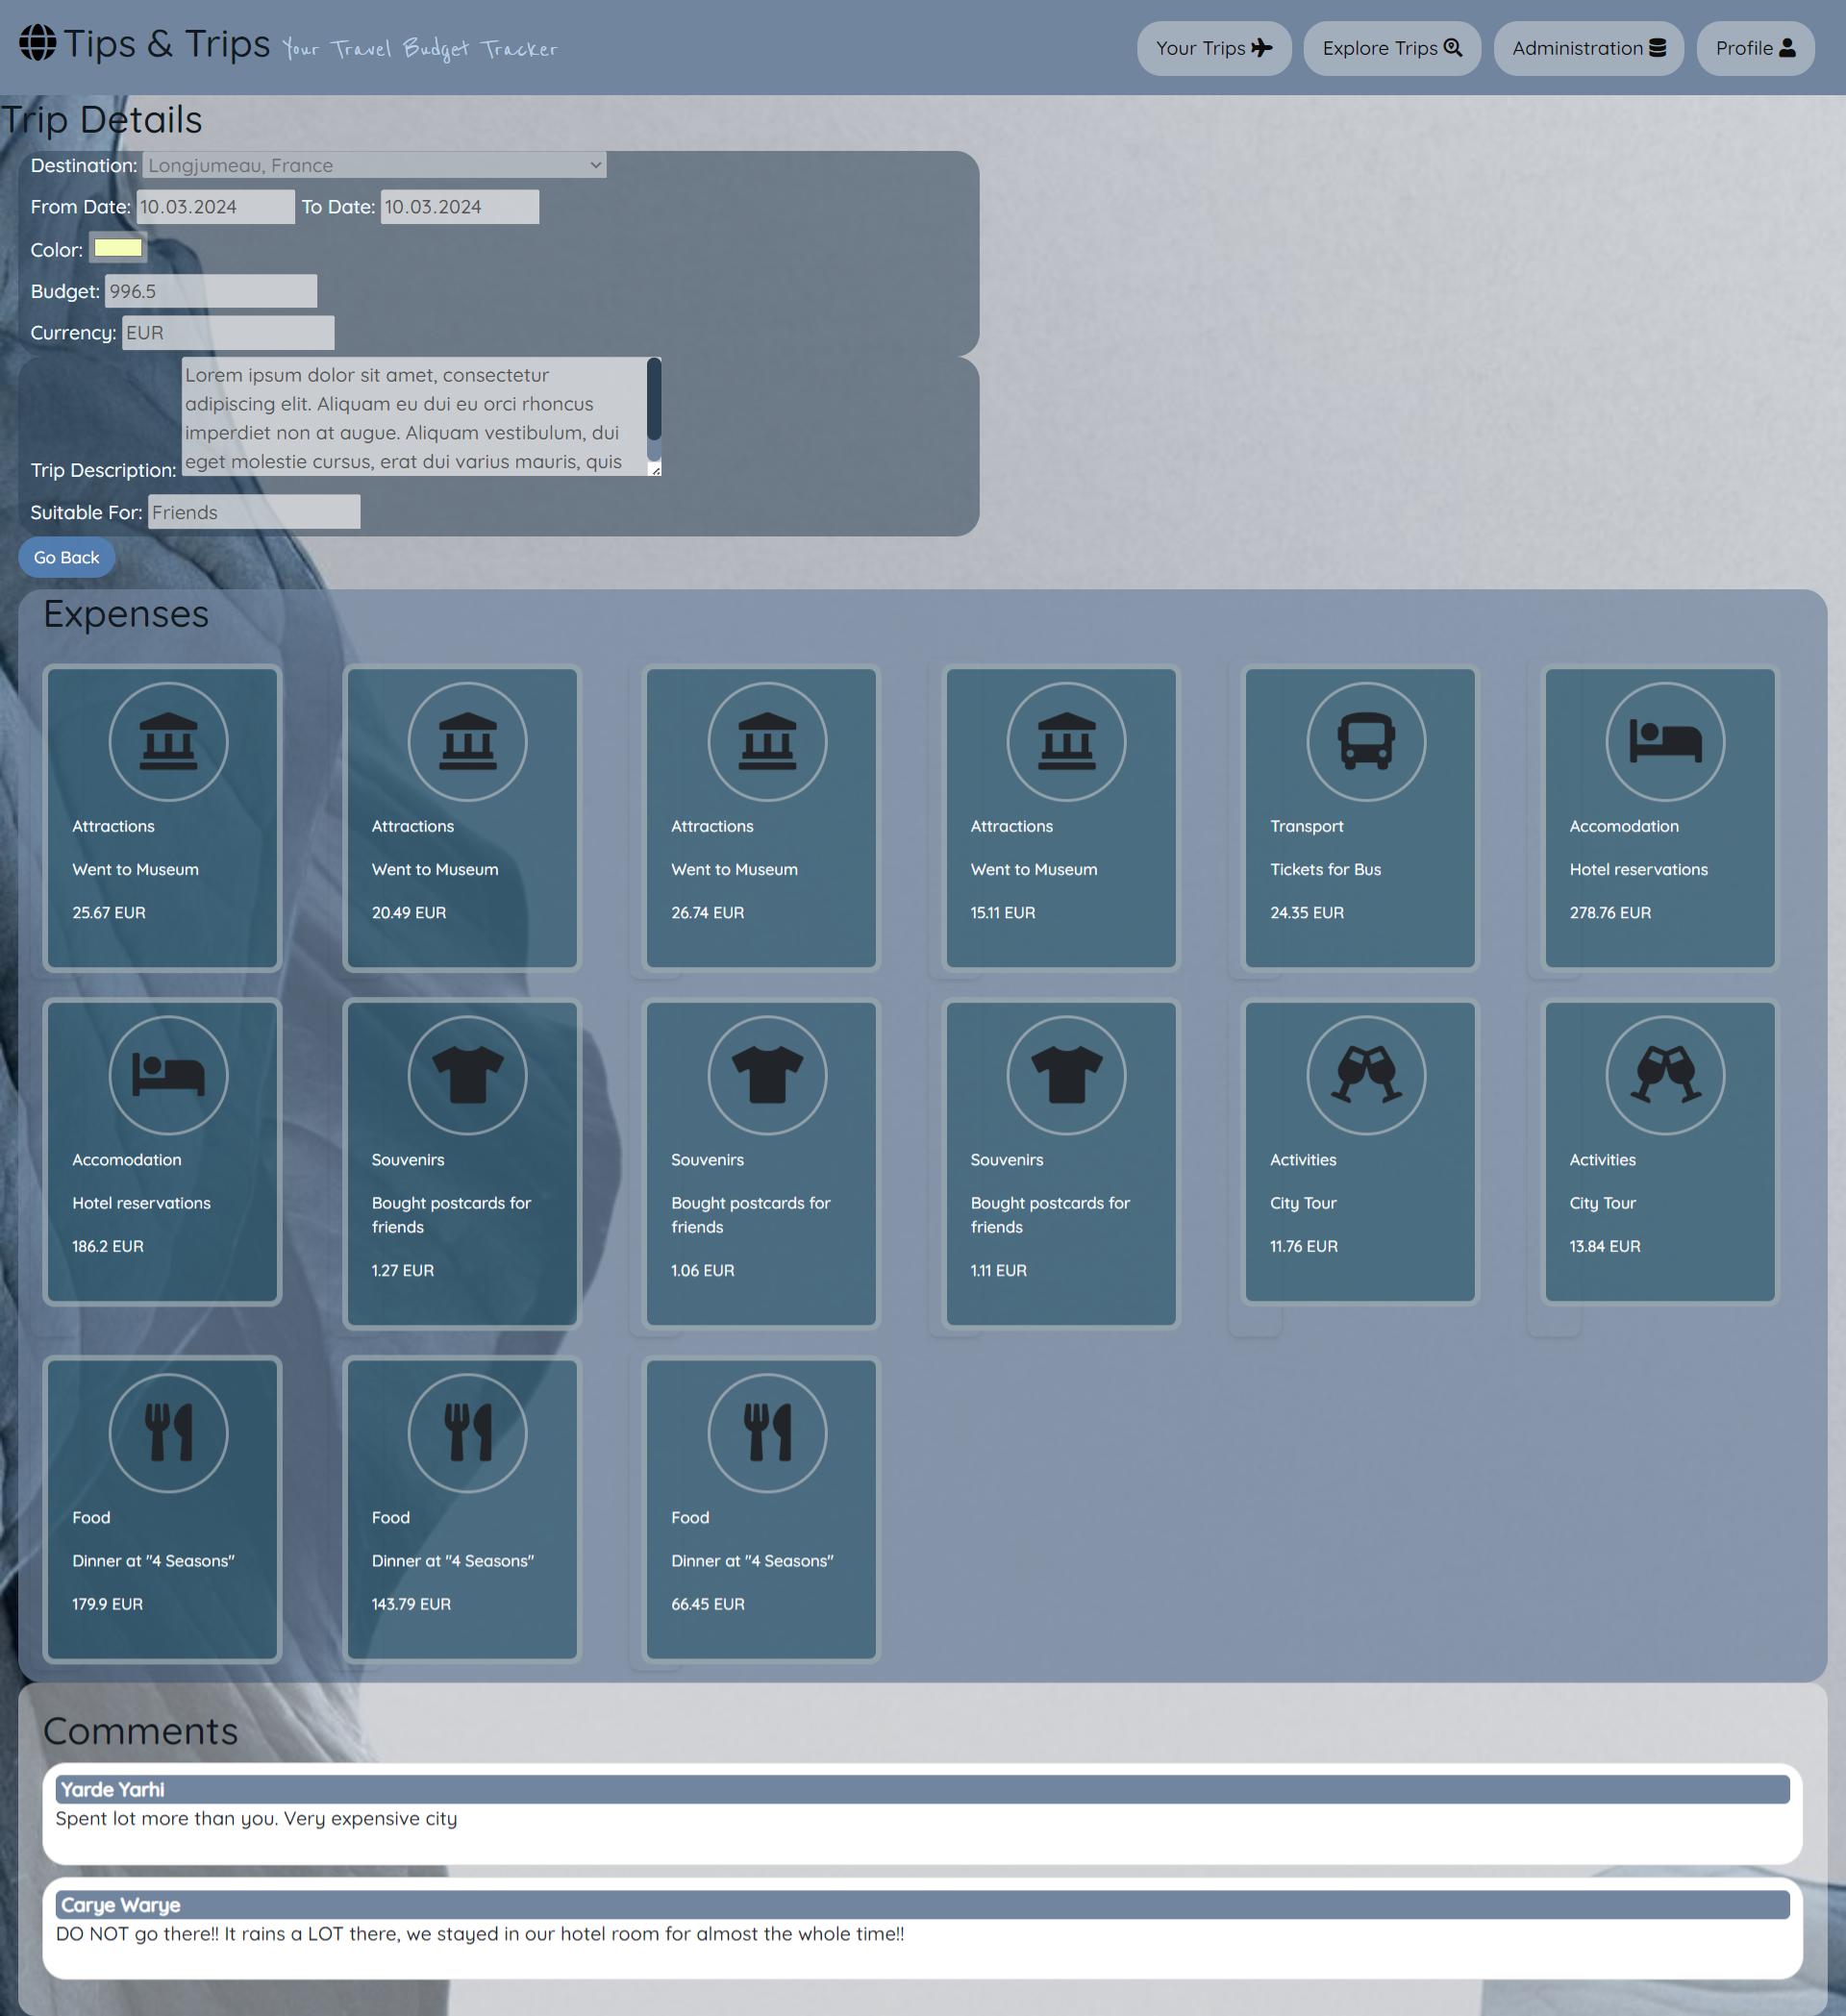 Tips & Trips Your Travel Budget Tracker
Your Trips
Explore Trips
Administration
Profile
Trip Details
Destination: Longjumeau, France
From Date: 10.03.2024 To Date: 10.03.2024
Color:
Budget: 996.5
Currency: EUR
Lorem ipsum dolor sit amet, consectetur
adipiscing elit. Aliquam eu dui eu orci rhoncus
imperdiet non at augue. Aliquam vestibulum, dui
eget molestie cursus, erat dui varius mauris, quis
Trip Description:
Suitable For: Friends
Go Back
Expenses
Attractions
Went to Museum
25.67 EUR
Attractions
Went to Museum
20.49 EUR
Attractions
Went to Museum
26.74 EUR
Attractions
Went to Museum
15.11 EUR
Transport
Tickets for Bus
24.35 EUR
Accomodation
Hotel reservations
278.76 EUR
Accomodation
Hotel reservations
186.2 EUR
Souvenirs
Bought postcards for
friends
1.27 EUR
Souvenirs
Bought postcards for
friends
1.06 EUR
Souvenirs
Bought postcards for
friends
1.11 EUR
Activities
City Tour
11.76 EUR
Activities
City Tour
13.84 EUR
Food
Dinner at "4 Seasons"
179.9 EUR
Food
Dinner at "4 Seasons"
143.79 EUR
Food
Dinner at "4 Seasons"
66.45 EUR
Comments
Yarde Yarhi
Spent lot more than you. Very expensive city
Carye Warye
DO NOT go there!! It rains a LOT there, we stayed in our hotel room for almost the whole time!!